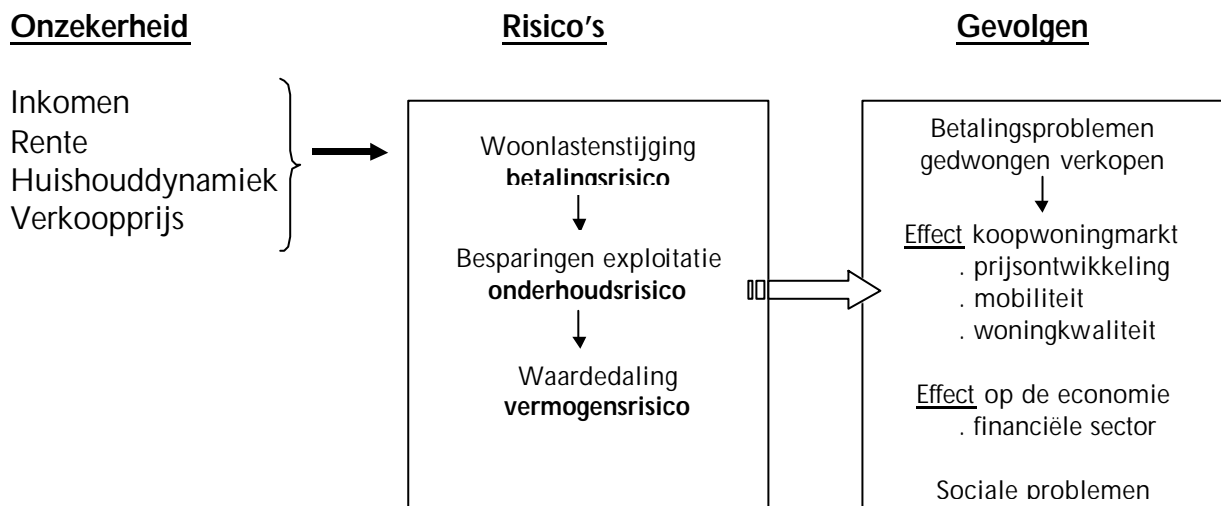 Onzekerheid
Inkomen
Rente
Huishouddynamiek
Verkoopprijs
Risico's
Woonlastenstijging
betalingsrisico
Besparingen exploitatie
onderhoudsrisico
Waardedaling
vermogensrisico
Gevolgen
Betalingsproblemen
gedwongen verkopen
Effect koopwoningmarkt
. prijsontwikkeling
. mobiliteit
. woningkwaliteit
Effect op de economie
. financiële sector
Sociale problemen